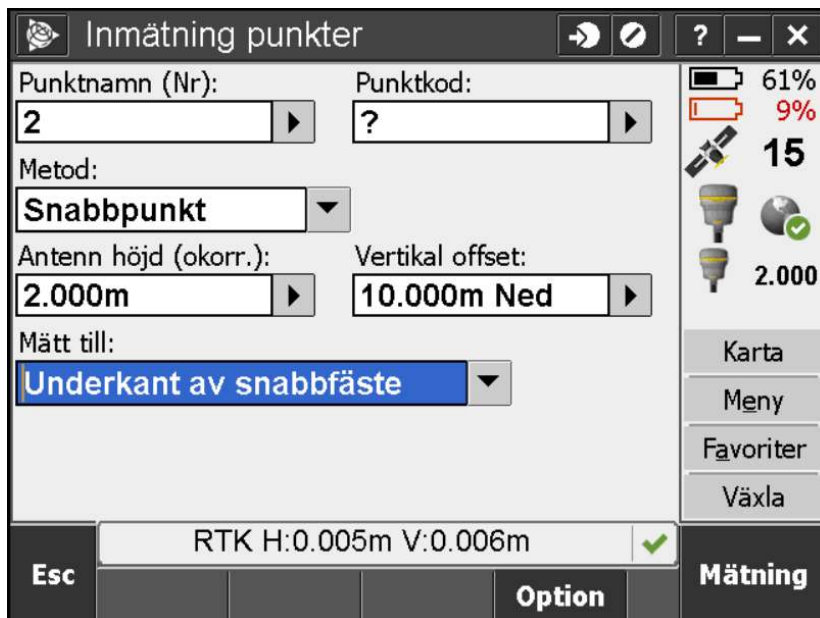 Inmätning punkter
?
Punktnamn (Nr): Punktkod:
2 ?
Metod:
Snabbpunkt
Antenn höjd (okorr.): Vertikal offset:
2.000m 10.000m Ned
Mätt till:
Underkant av snabbfäste
61%
9%
15
2.000
Karta
Meny
Favoriter
Växla
RTK H:0.005m V:0.006m
Esc Option Mätning